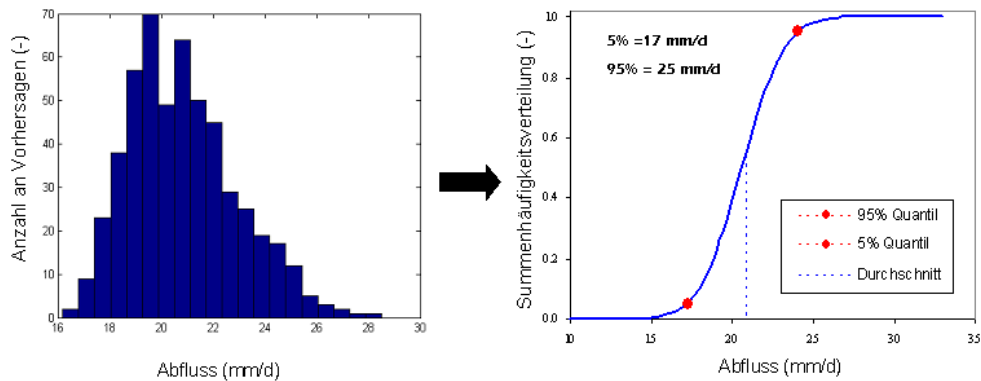 Anzahl an Vorhersagen (-)
70
60
50
40
30
20
10
0
16 18 20 22 24 26 28 30
Abfluss (mm/d)
Summenhäufigkeitsverteilung (-)
1.0
0.8
0.6
0.4
0.2
0.0
5% =17 mm/d
95% = 25 mm/d
95% Quantil
5% Quantil
Durchschnitt
10 15 20 25 30 35
Abfluss (mm/d)